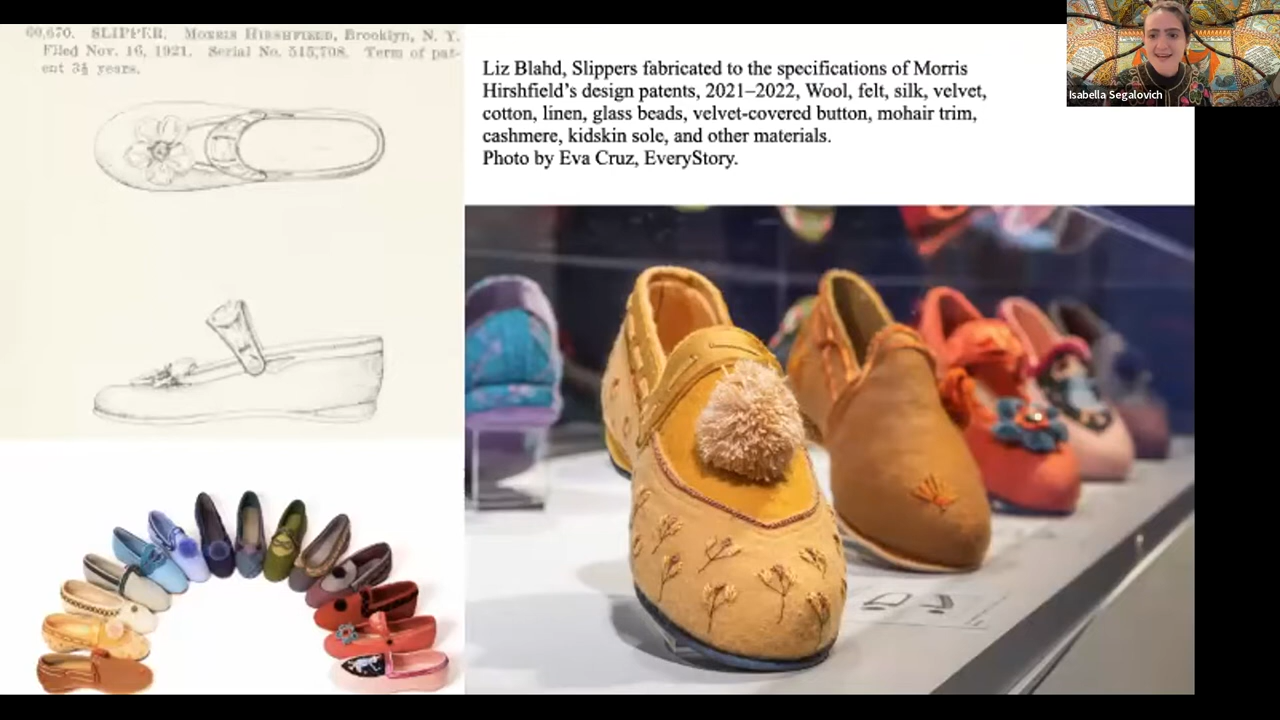 60,670. SLIPPER. MORRIS HIRSHFIELD, Brooklyn, N. Y.
Filed Nov. 16, 1921. Serial No. 515,708. Term of pat-
ent 3½ years.
Liz Blahd, Slippers fabricated to the specifications of Morris
Hirshfield’s design patents, 2021–2022, Wool, felt, silk, velvet,
cotton, linen, glass beads, velvet-covered button, mohair trim,
cashmere, kidskin sole, and other materials.
Photo by Eva Cruz, EveryStory.
Isabella Segalovich